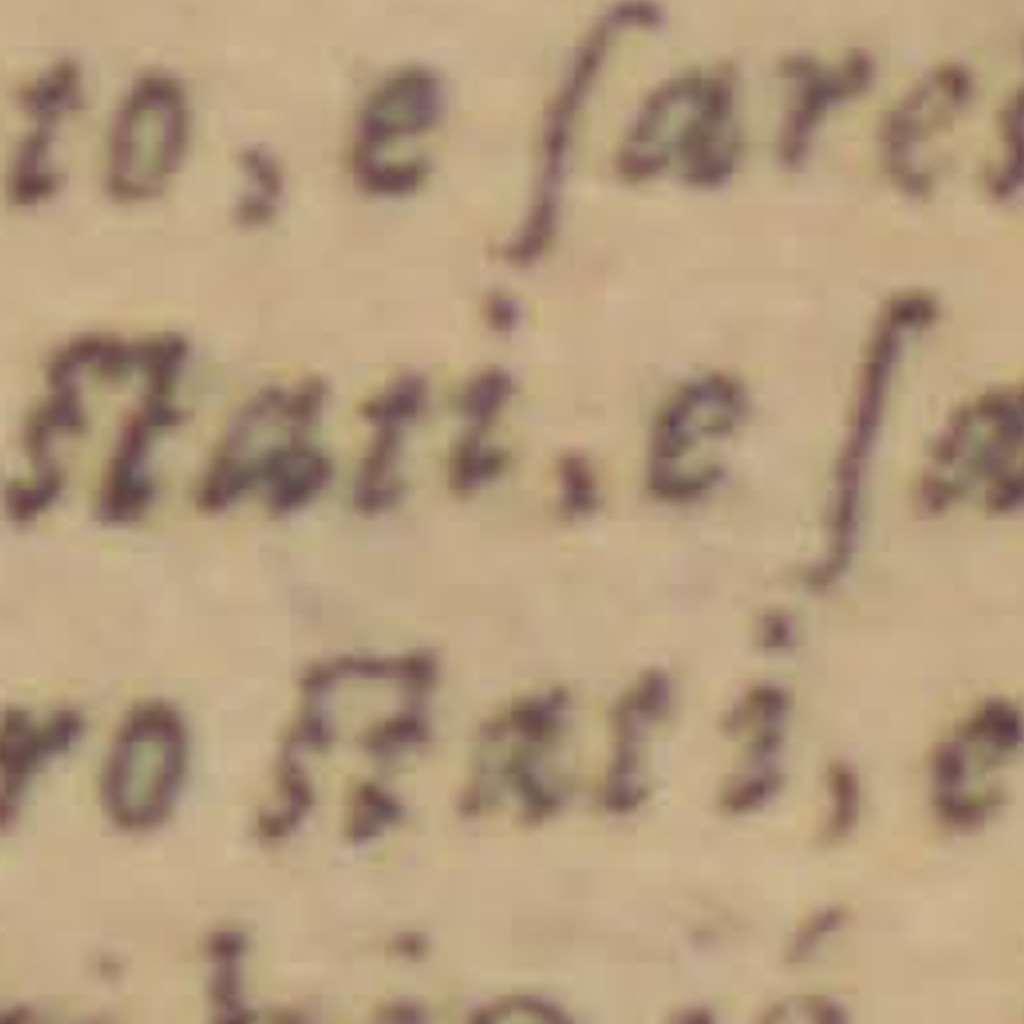 to, e ſareſ
ſtati, e ſa
ro ſtati, e